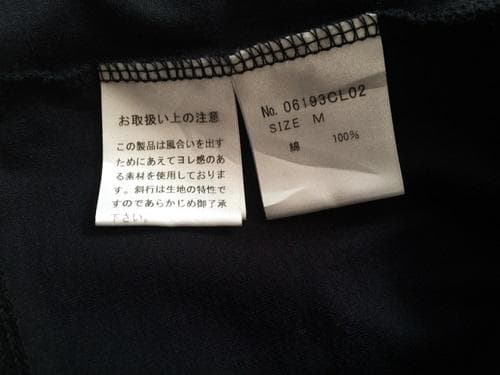 お取扱い上の注意
この製品は風合いを出す
ためにあえてヨレ感のあ
る素材を使用しておりま
す。斜行は生地の特性で
すのであらかじめ御了承
下さい。
No. 06193CL02
SIZE M
綿 100%